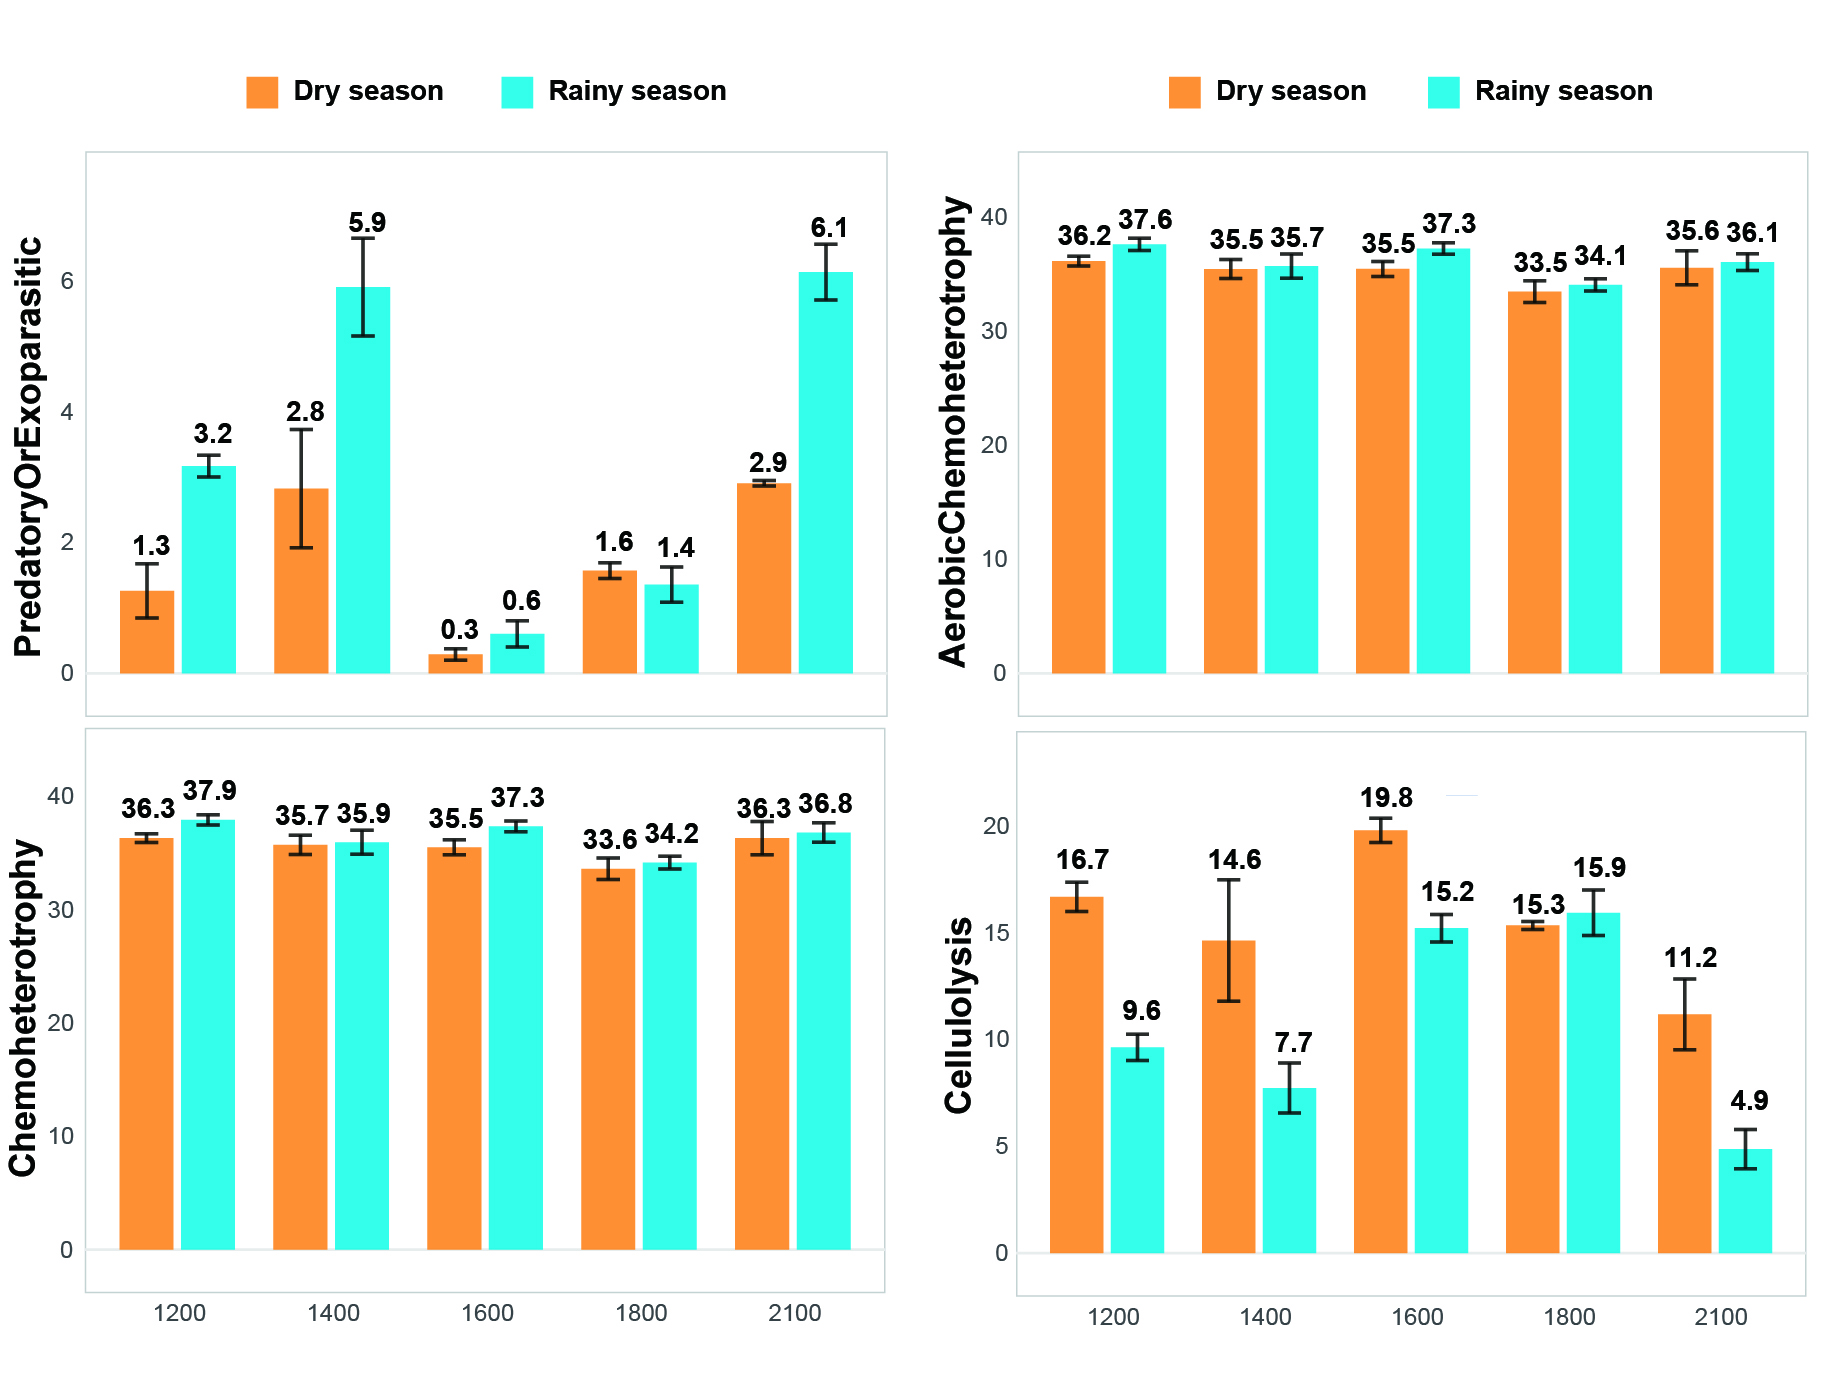 Dry season Rainy season
Dry season Rainy season
PredatoryOrExoparasitic
6
4
2
0
1.3 3.2 2.8 5.9 0.3 0.6 1.6 1.4 2.9 6.1
AerobicChemoheterotrophy
40
30
20
10
0
36.2 37.6 35.5 35.7 35.5 37.3 33.5 34.1 35.6 36.1
Chemoheterotrophy
40
30
20
10
0
36.3 37.9 35.7 35.9 35.5 37.3 33.6 34.2 36.3 36.8
1200 1400 1600 1800 2100
Cellulolysis
20
15
10
5
0
16.7 9.6 14.6 7.7 19.8 15.2 15.3 15.9 11.2 4.9
1200 1400 1600 1800 2100